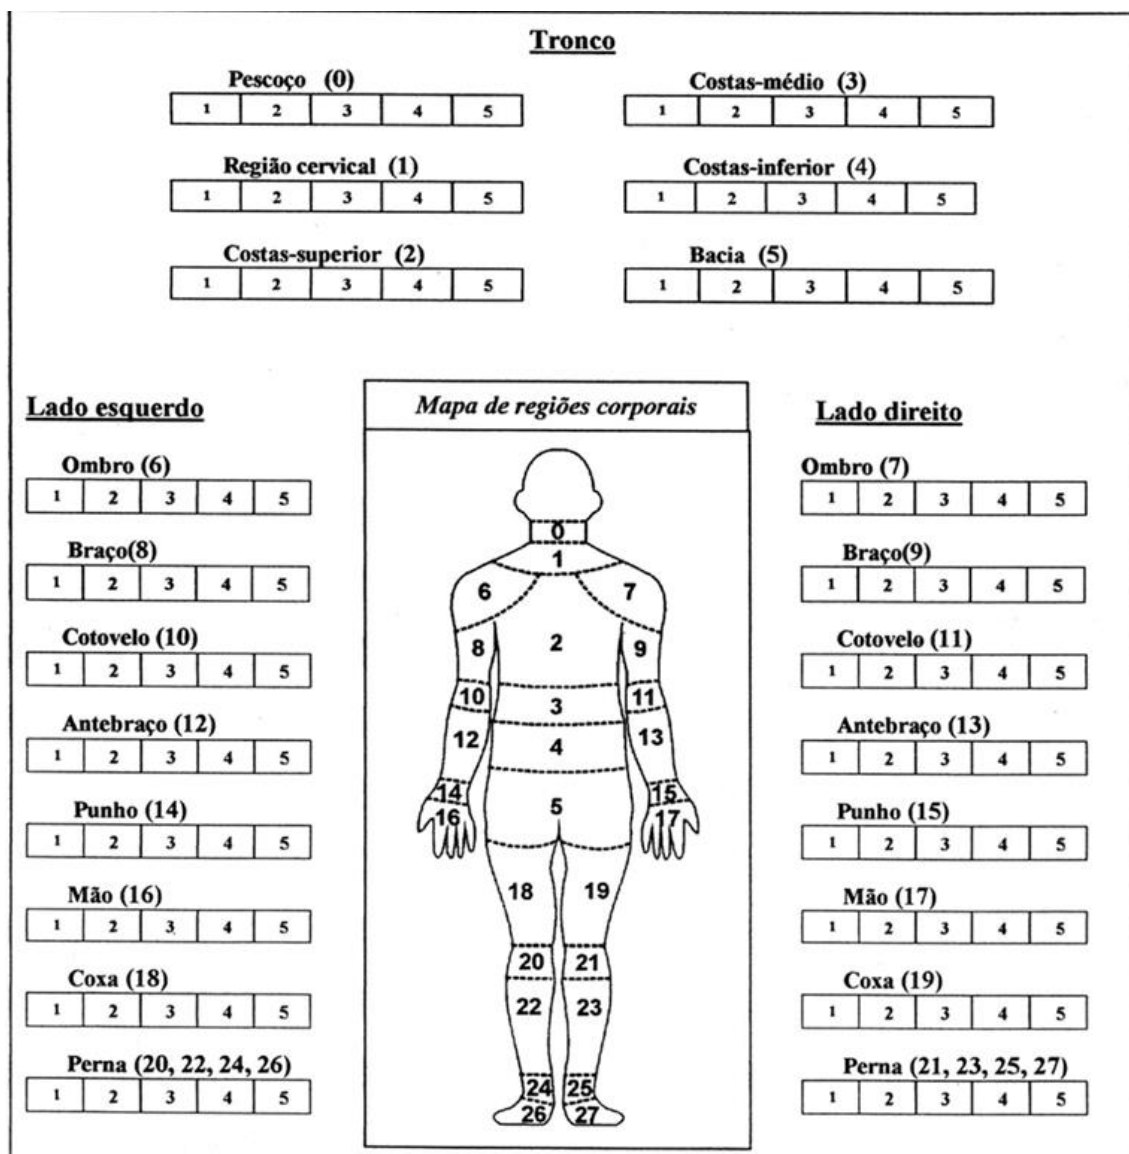 Tronco
Pescoço (0)
1 2 3 4 5
Costas-médio (3)
1 2 3 4 5
Região cervical (1)
1 2 3 4 5
Costas-inferior (4)
1 2 3 4 5
Costas-superior (2)
1 2 3 4 5
Bacia (5)
1 2 3 4 5
Lado esquerdo
Ombro (6)
1 2 3 4 5
Braço(8)
1 2 3 4 5
Cotovelo (10)
1 2 3 4 5
Antebraço (12)
1 2 3 4 5
Punho (14)
1 2 3 4 5
Mão (16)
1 2 3 4 5
Coxa (18)
1 2 3 4 5
Perna (20, 22, 24, 26)
1 2 3 4 5
Mapa de regiões corporais
0
1
6 7
2
8 9
10 11
3
12 13
4
14 15
5
16 17
18 19
20 21
22 23
24 25
26 27
Lado direito
Ombro (7)
1 2 3 4 5
Braço(9)
1 2 3 4 5
Cotovelo (11)
1 2 3 4 5
Antebraço (13)
1 2 3 4 5
Punho (15)
1 2 3 4 5
Mão (17)
1 2 3 4 5
Coxa (19)
1 2 3 4 5
Perna (21, 23, 25, 27)
1 2 3 4 5